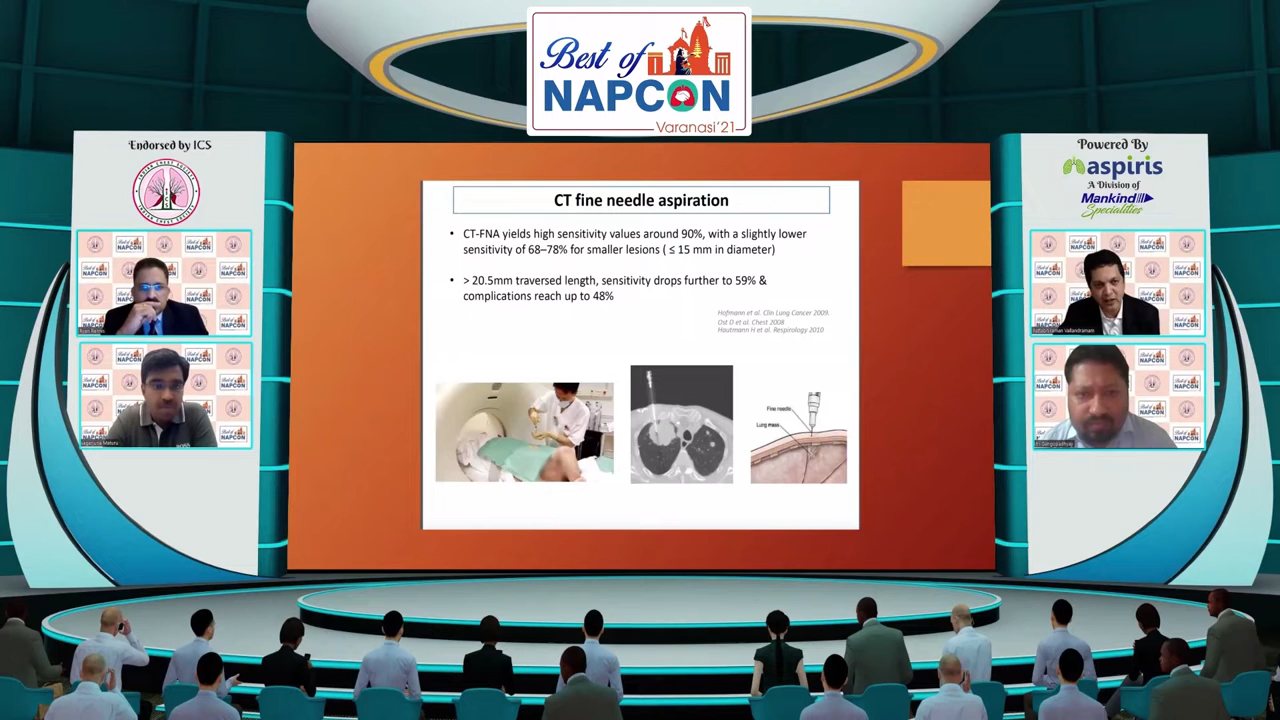 Best of
NAPCON
Varanasi'21
Endorsed by ICS
INDIAN CHEST SOCIETY
Powered By
aspiris
A Division of
Mankind
Specialities
CT fine needle aspiration
• CT-FNA yields high sensitivity values around 90%, with a slightly lower
sensitivity of 68–78% for smaller lesions ( ≤ 15 mm in diameter)
• > 20.5mm traversed length, sensitivity drops further to 59% &
complications reach up to 48%
Hofmann et al. Clin Lung Cancer 2009.
Ost D et al. Chest 2008
Hautmann H et al. Respirology 2010
Fine needle
Lung mass